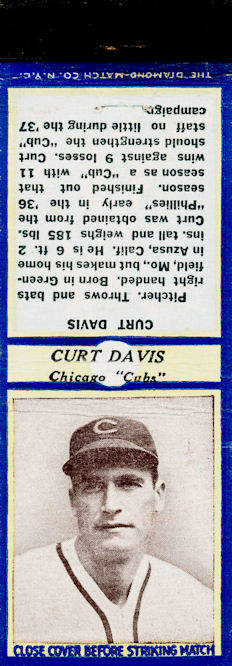 THE DIAMOND MATCH CO. N.Y.C.
CURT DAVIS
Pitcher. Throws and bats
right handed. Born in Green-
field, Mo., but makes his home
in Azusa, Calif. He is 6 ft. 2
ins. tall and weighs 185 lbs.
Curt was obtained from the
"Phillies" early in the '36
season. Finished out that
season as a "Cub" with 11
wins against 9 losses. Curt
should strengthen the "Cub"
staff no little during the '37
campaign.
CURT DAVIS
Chicago "Cubs"
C
CLOSE COVER BEFORE STRIKING MATCH